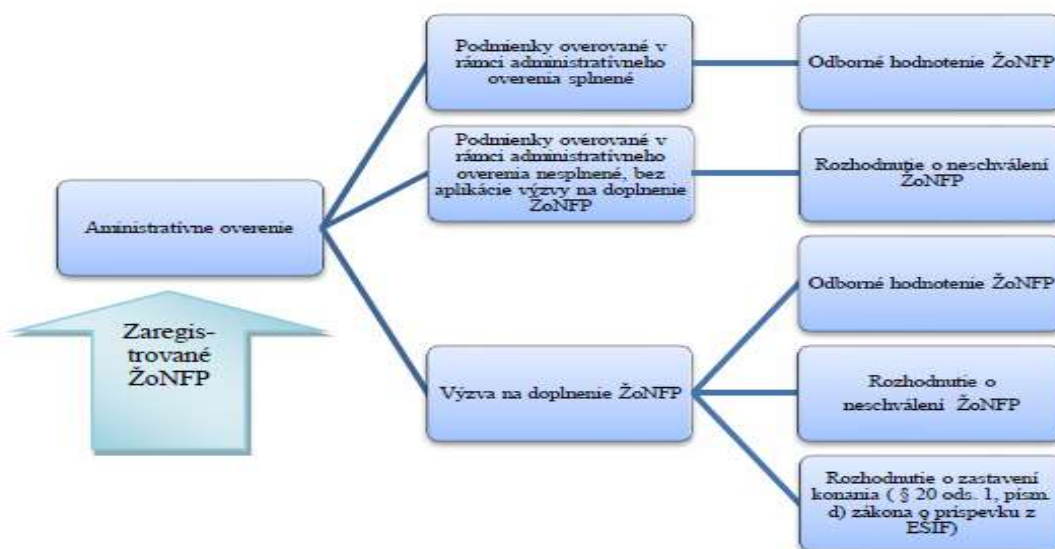 Podmienky overované v
rámci administratívneho
overenia splnené
Odborné hodnotenie ŽoNFP
Podmienky overované v
rámci administratívneho
overenia nesplnené, bez
aplikácie výzvy na doplnenie
ŽoNFP
Rozhodnutie o neschválení
ŽoNFP
Aministratívne overenie
Zaregis-
trované
ŽoNFP
Výzva na doplnenie ŽoNFP
Odborné hodnotenie ŽoNFP
Rozhodnutie o
neschválení ŽoNFP
Rozhodnutie o zastavení
konania ( § 20 ods. 1, písm.
d) zákona o príspevku z
EŠIF)